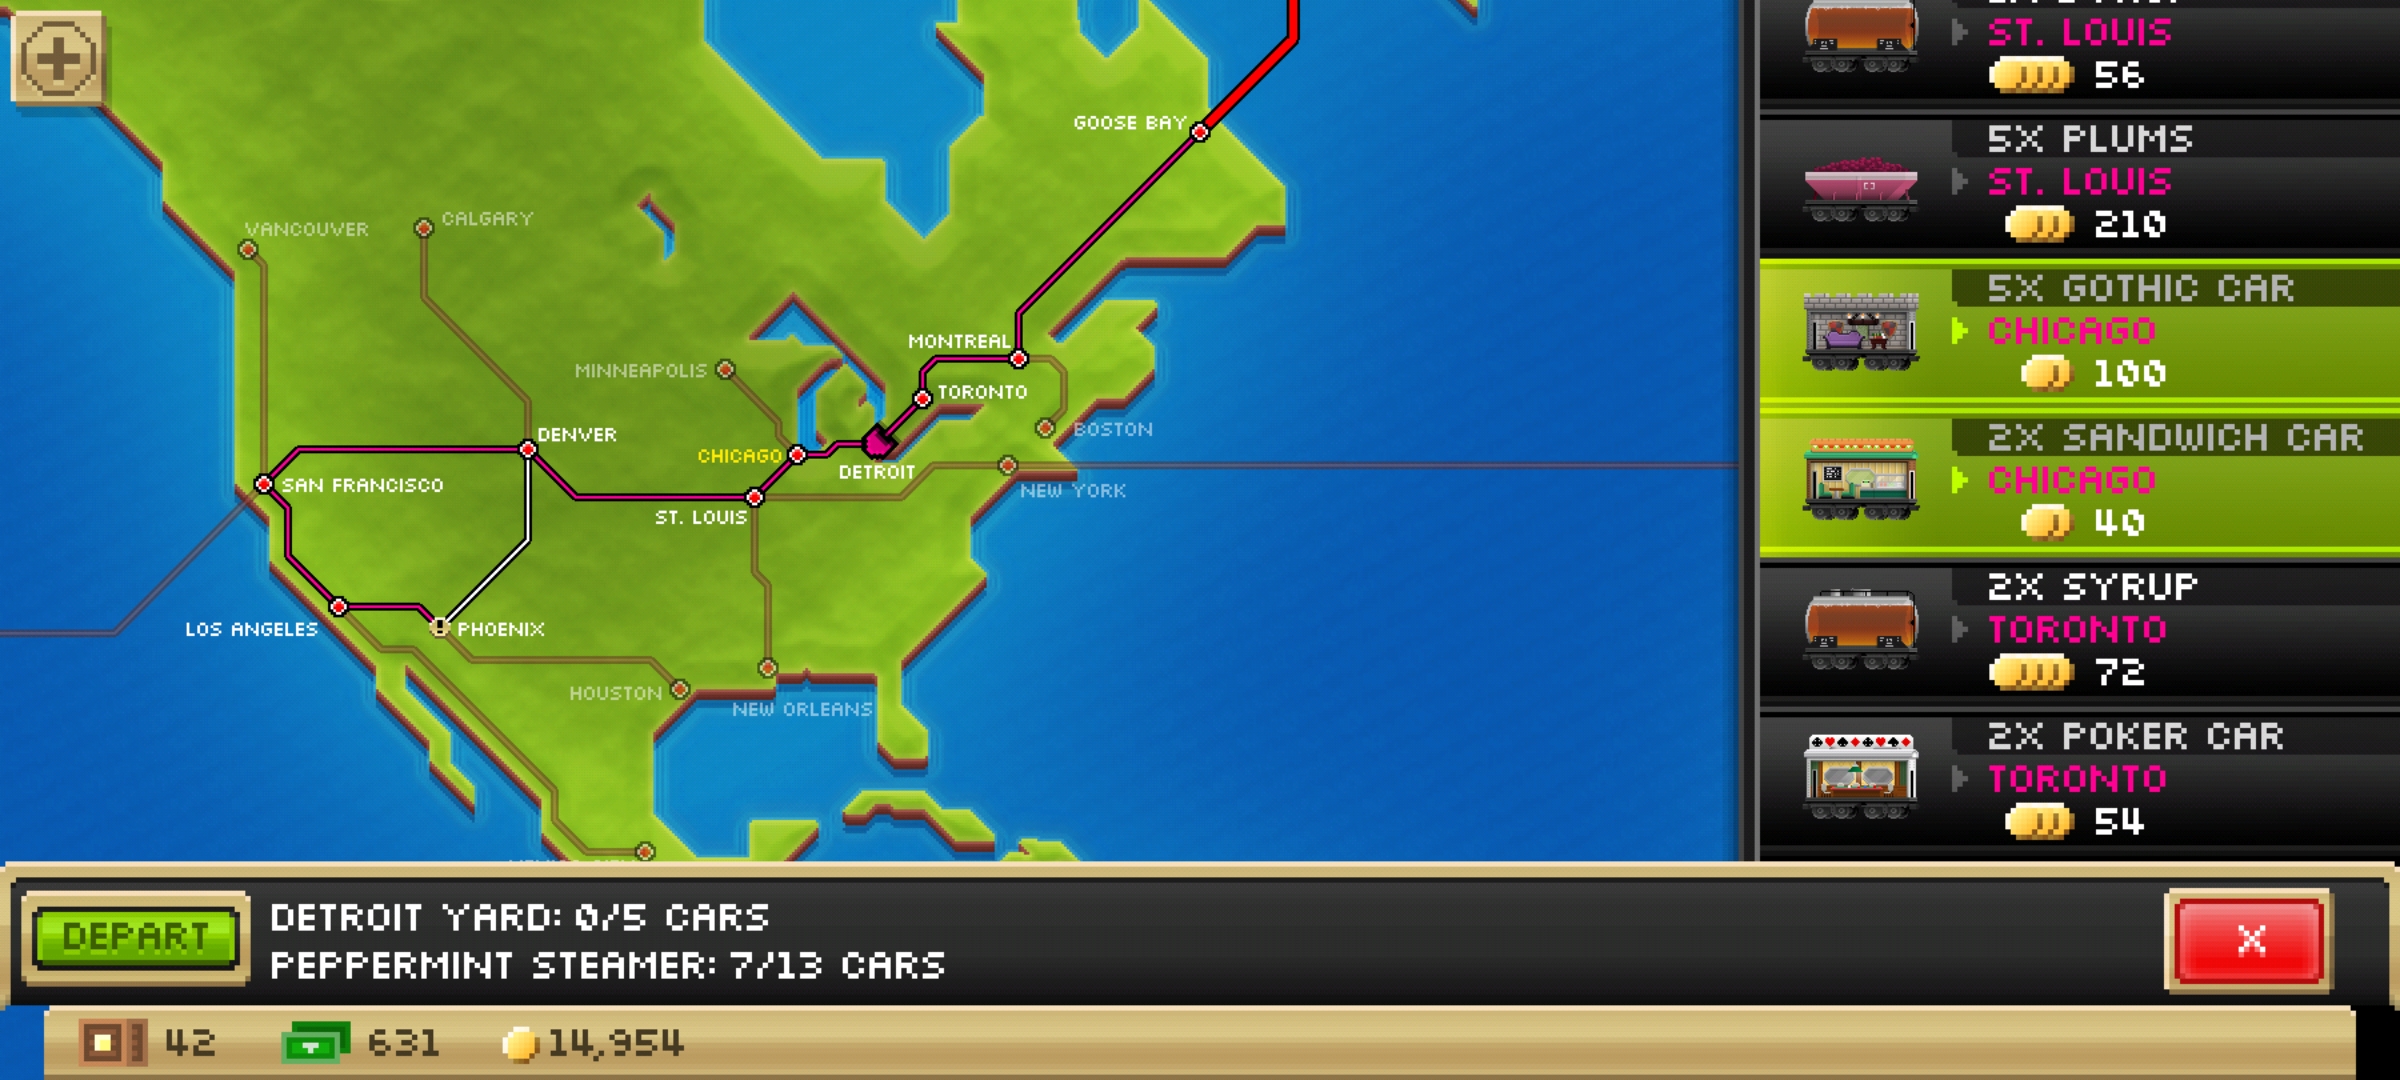 GOOSE BAY
VANCOUVER
CALGARY
MONTREAL
MINNEAPOLIS
TORONTO
BOSTON
DENVER
CHICAGO
DETROIT
SAN FRANCISCO
NEW YORK
ST. LOUIS
LOS ANGELES
PHOENIX
HOUSTON
NEW ORLEANS
ST. LOUIS
56
5X PLUMS
ST. LOUIS
210
5X GOTHIC CAR
CHICAGO
100
2X SANDWICH CAR
CHICAGO
40
2X SYRUP
TORONTO
72
2X POKER CAR
TORONTO
54
DEPART
DETROIT YARD: 0/5 CARS
PEPPERMINT STEAMER: 7/13 CARS
X
42
631
14,954